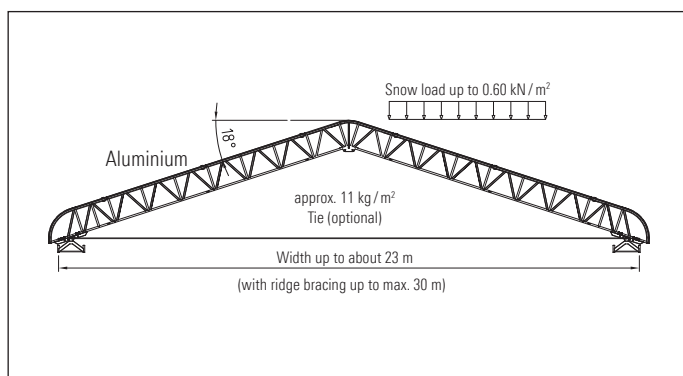 Snow load up to 0.60 kN / m²
18°
Aluminium
approx. 11 kg / m²
Tie (optional)
Width up to about 23 m
(with ridge bracing up to max. 30 m)